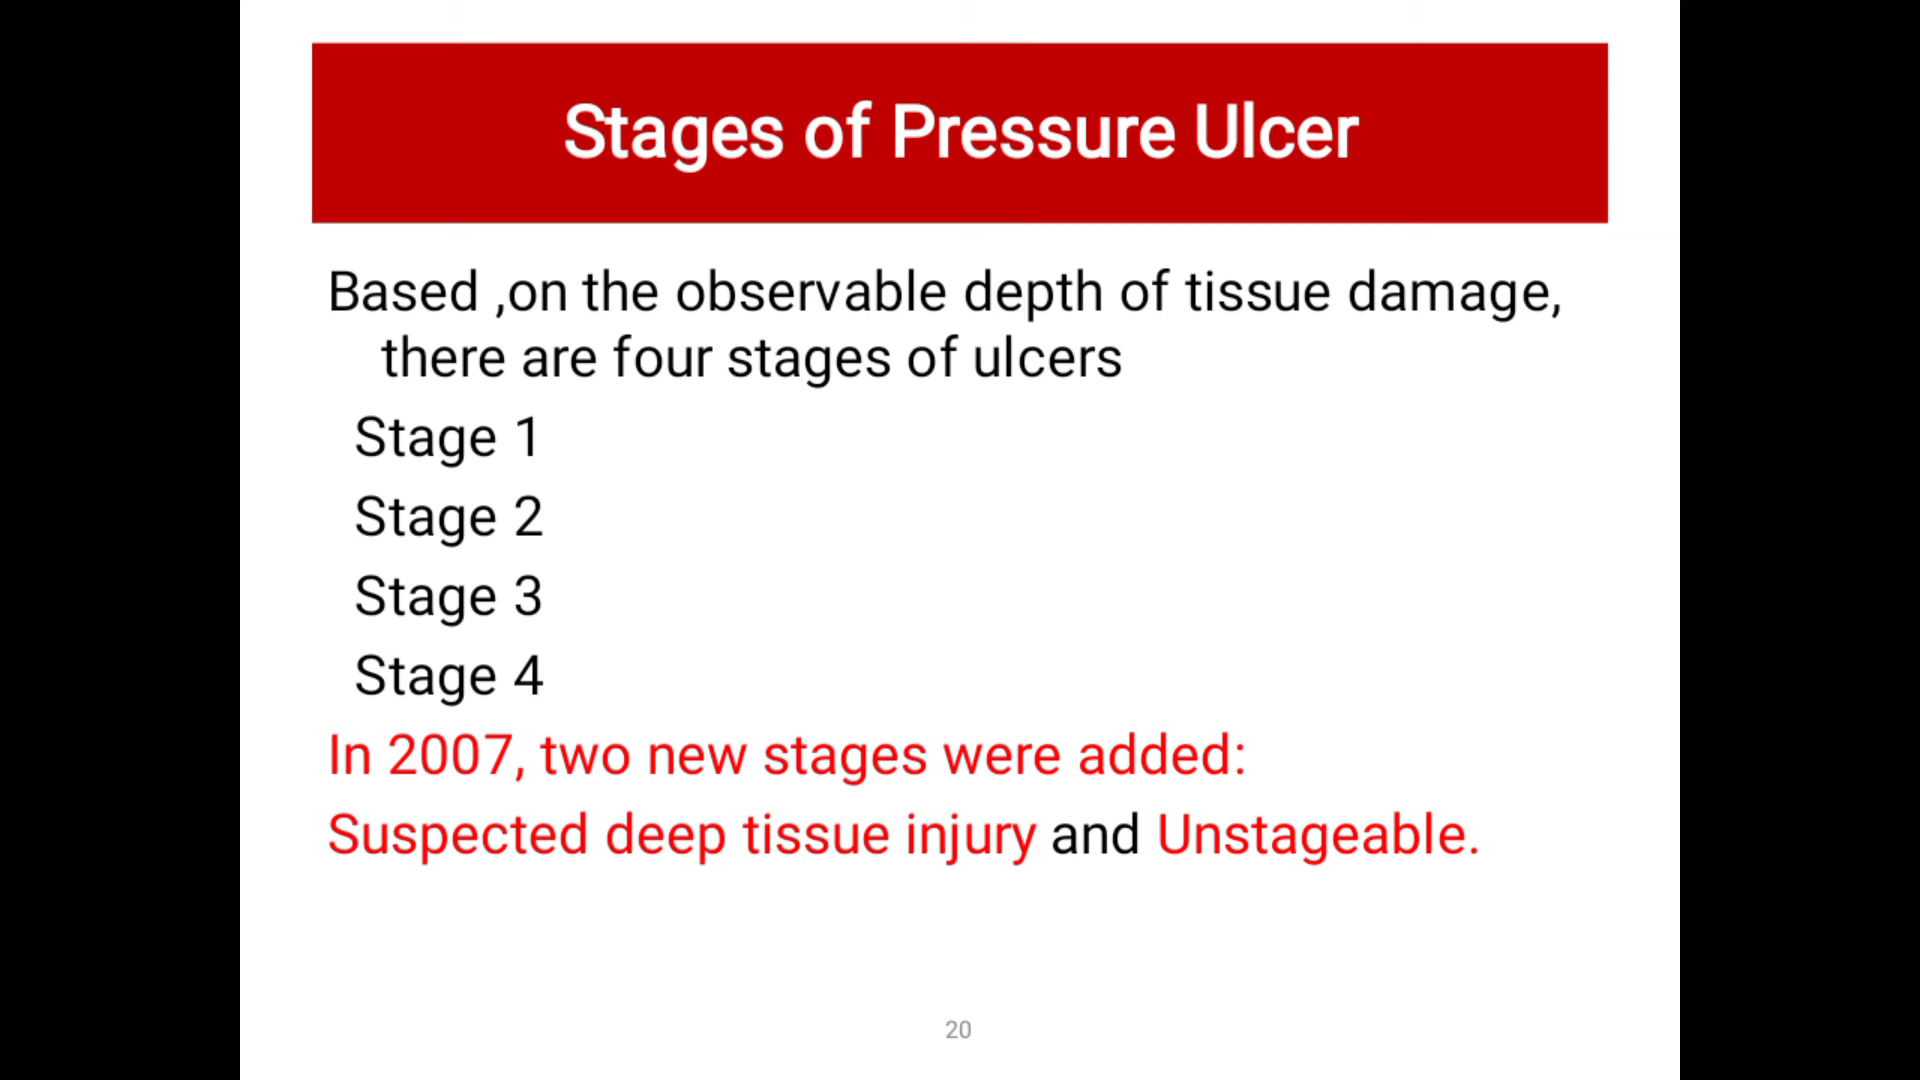 Stages of Pressure Ulcer
Based ,on the observable depth of tissue damage,
there are four stages of ulcers
Stage 1
Stage 2
Stage 3
Stage 4
In 2007, two new stages were added:
Suspected deep tissue injury and Unstageable.
20